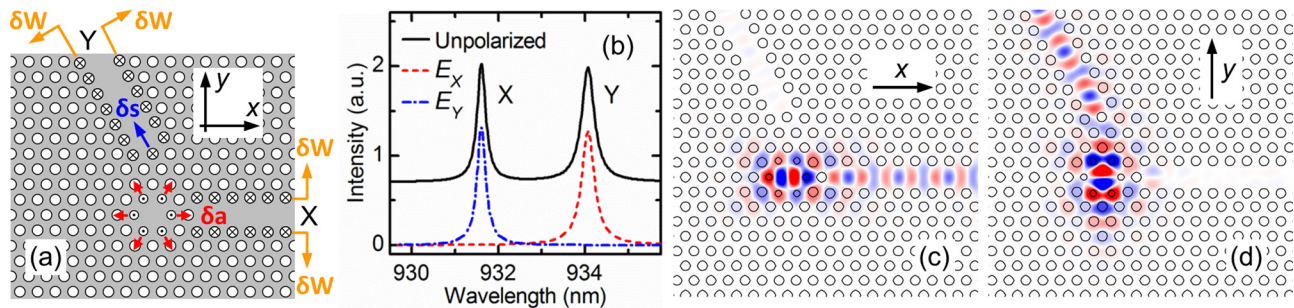 δW
δW
Y
y
x
δs
δW
δa
X
δW
(a)
(b)
Unpolarized
E_X
E_Y
X
Y
2
1
0
Intensity (a.u.)
930
932
934
Wavelength (nm)
x
(c)
y
(d)